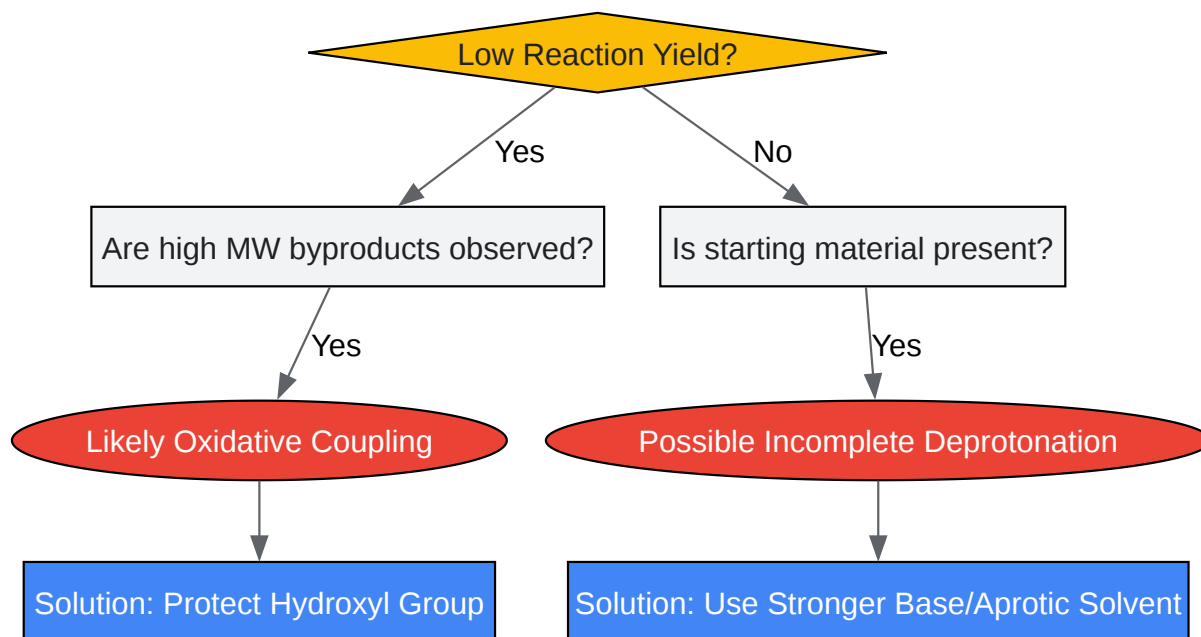 Low Reaction Yield?
Yes
No
Are high MW byproducts observed?
Is starting material present?
Yes
Yes
Likely Oxidative Coupling
Possible Incomplete Deprotonation
Solution: Protect Hydroxyl Group
Solution: Use Stronger Base/Aprotic Solvent